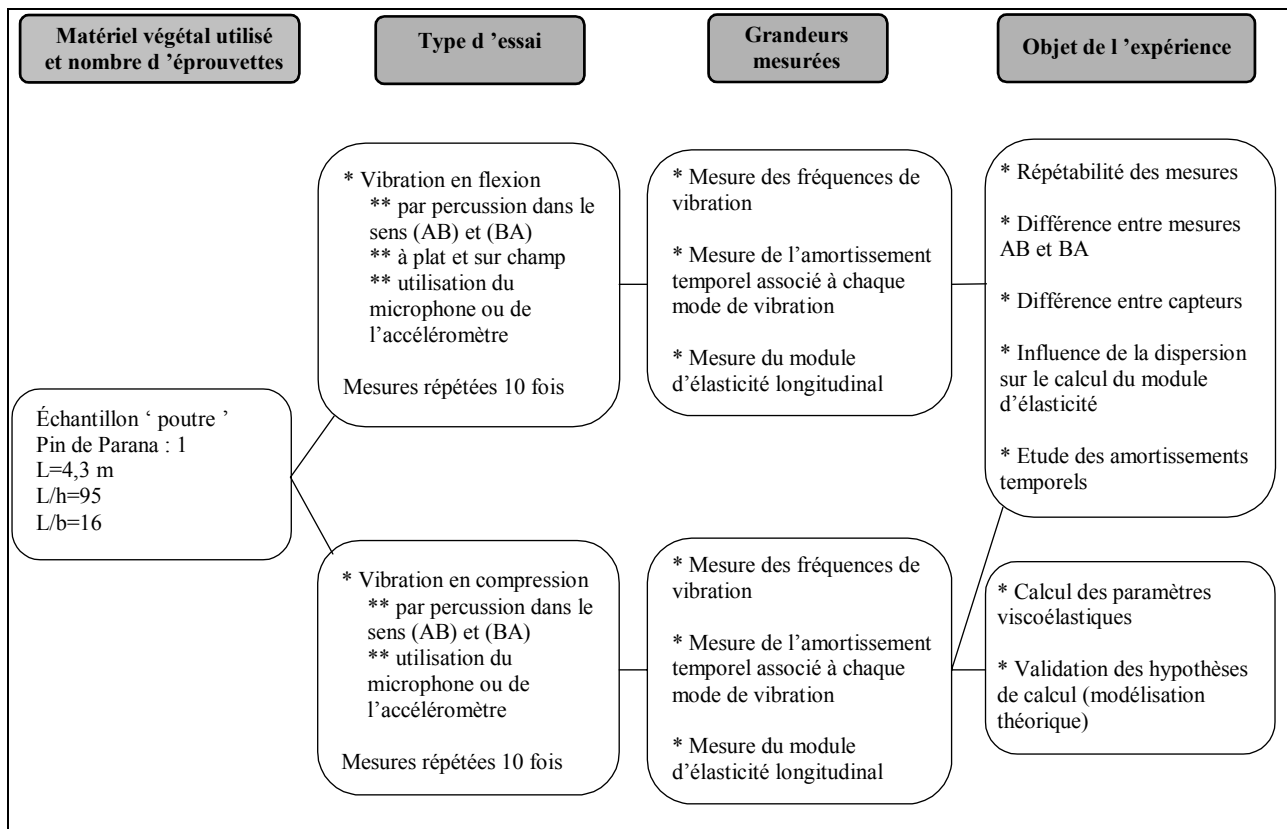 Matériel végétal utilisé
et nombre d ’éprouvettes
Type d ’essai
Grandeurs
mesurées
Objet de l ’expérience
Échantillon ‘ poutre ’
Pin de Parana : 1
L=4,3 m
L/h=95
L/b=16
* Vibration en flexion
** par percussion dans le
sens (AB) et (BA)
** à plat et sur champ
** utilisation du
microphone ou de
l’accéléromètre
Mesures répétées 10 fois
* Mesure des fréquences de
vibration
* Mesure de l’amortissement
temporel associé à chaque
mode de vibration
* Mesure du module
d’élasticité longitudinal
* Répétabilité des mesures
* Différence entre mesures
AB et BA
* Différence entre capteurs
* Influence de la dispersion
sur le calcul du module
d’élasticité
* Etude des amortissements
temporels
* Vibration en compression
** par percussion dans le
sens (AB) et (BA)
** utilisation du
microphone ou de
l’accéléromètre
Mesures répétées 10 fois
* Mesure des fréquences de
vibration
* Mesure de l’amortissement
temporel associé à chaque
mode de vibration
* Mesure du module
d’élasticité longitudinal
* Calcul des paramètres
viscoélastiques
* Validation des hypothèses
de calcul (modélisation
théorique)